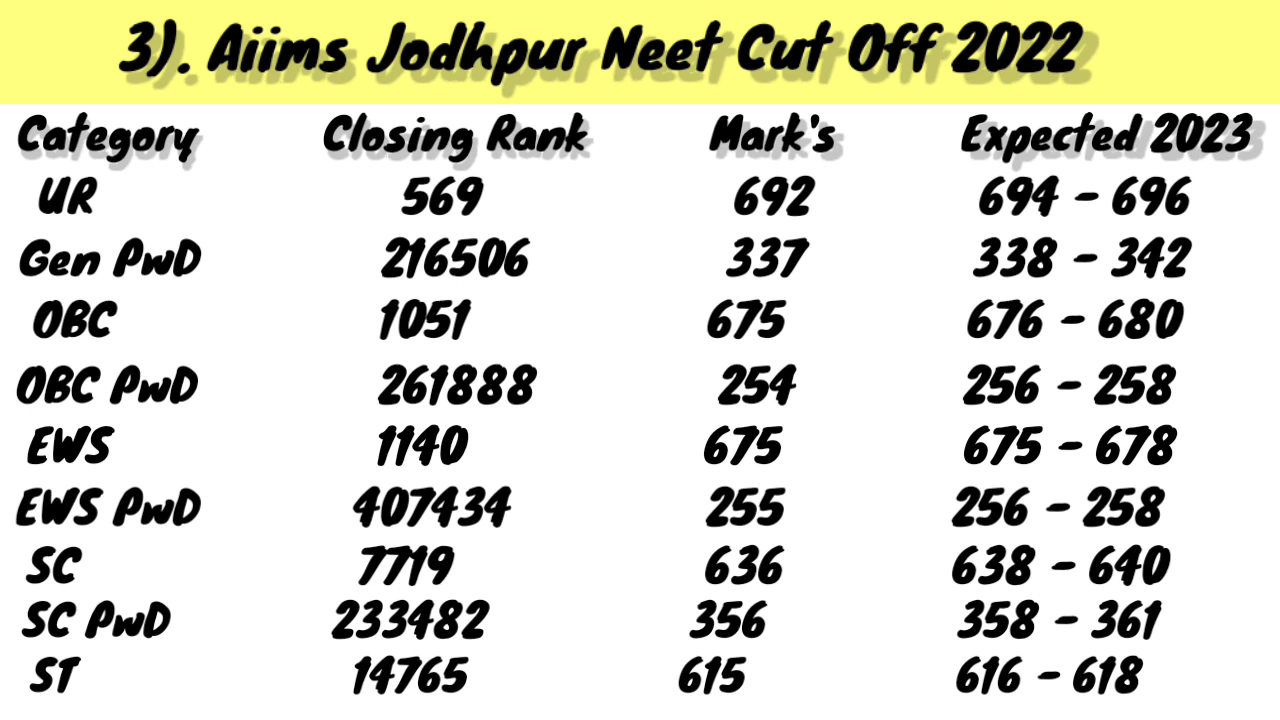 3). Aiims Jodhpur Neet Cut Off 2022
Category Closing Rank Mark's Expected 2023
UR 569 692 694 - 696
Gen PwD 216506 337 338 - 342
OBC 1051 675 676 - 680
OBC PwD 261888 254 256 - 258
EWS 1140 675 675 - 678
EWS PwD 407434 255 256 - 258
SC 7719 636 638 - 640
SC PwD 233482 356 358 - 361
ST 14765 615 616 - 618